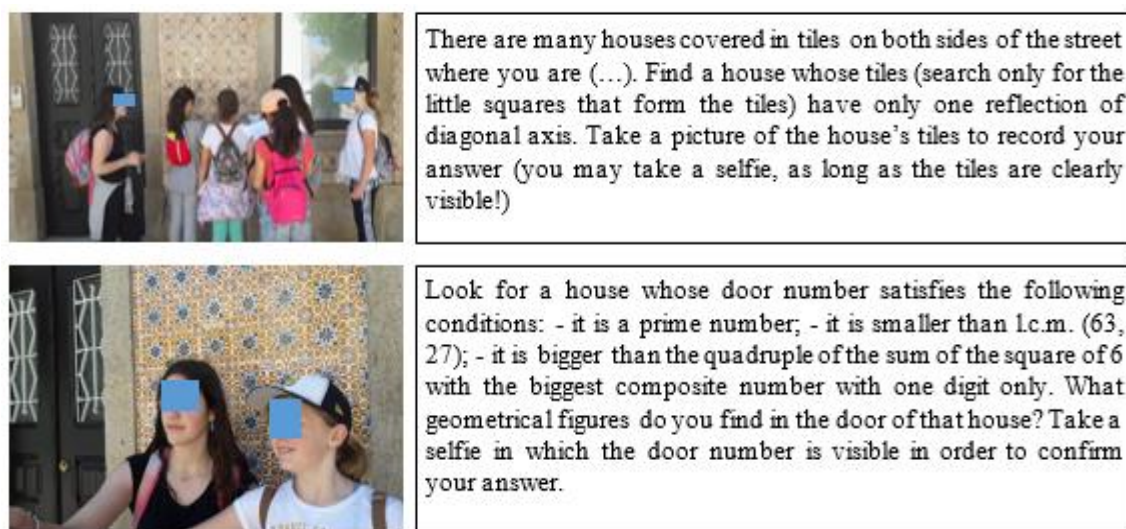 There are many houses covered in tiles on both sides of the street
where you are (...). Find a house whose tiles (search only for the
little squares that form the tiles) have only one reflection of
diagonal axis. Take a picture of the house's tiles to record your
answer (you may take a selfie, as long as the tiles are clearly
visible!)
Look for a house whose door number satisfies the following
conditions: - it is a prime number; - it is smaller than l.c.m. (63,
27); - it is bigger than the quadruple of the sum of the square of 6
with the biggest composite number with one digit only. What
geometrical figures do you find in the door of that house? Take a
selfie in which the door number is visible in order to confirm
your answer.